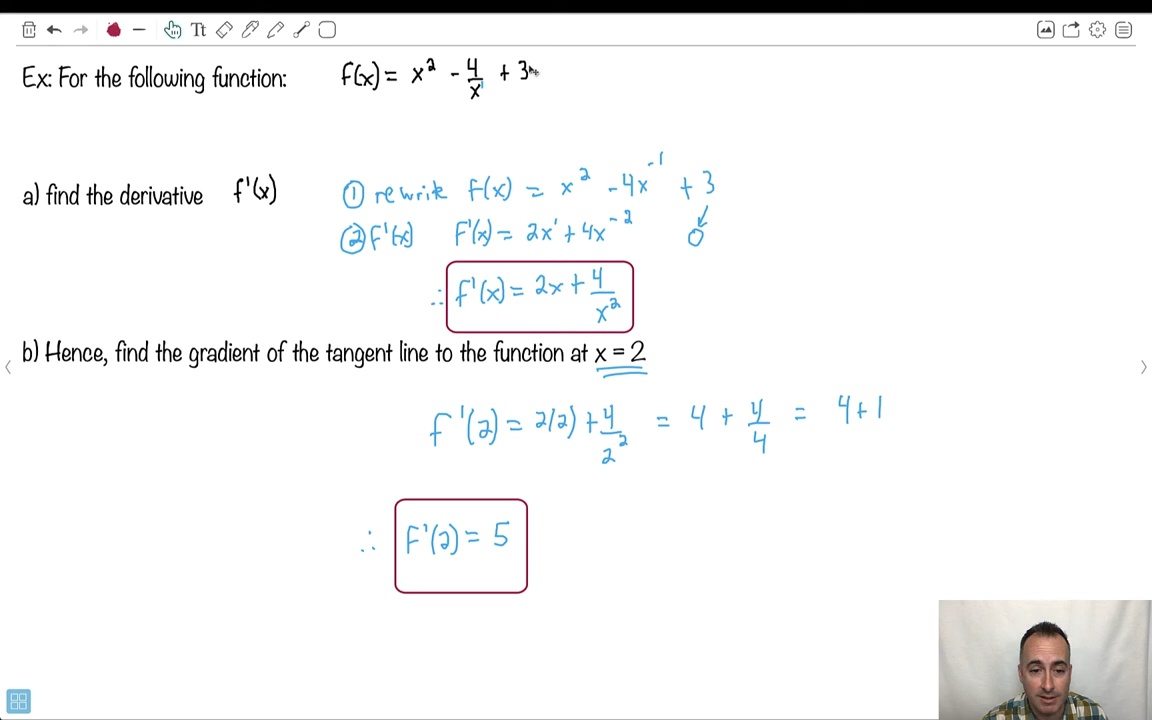 Tt
Ex: For the following function: f(x) = x² - 4/x¹ + 3
a) find the derivative f'(x) ① rewrite f(x) = x² - 4x⁻¹ + 3
② F'(x) F'(x) = 2x¹ + 4x⁻² 0
∴ f'(x) = 2x + 4/x²
b) Hence, find the gradient of the tangent line to the function at x = 2
f'(2) = 2(2) + 4/2² = 4 + 4/4 = 4+1
∴ F'(2) = 5